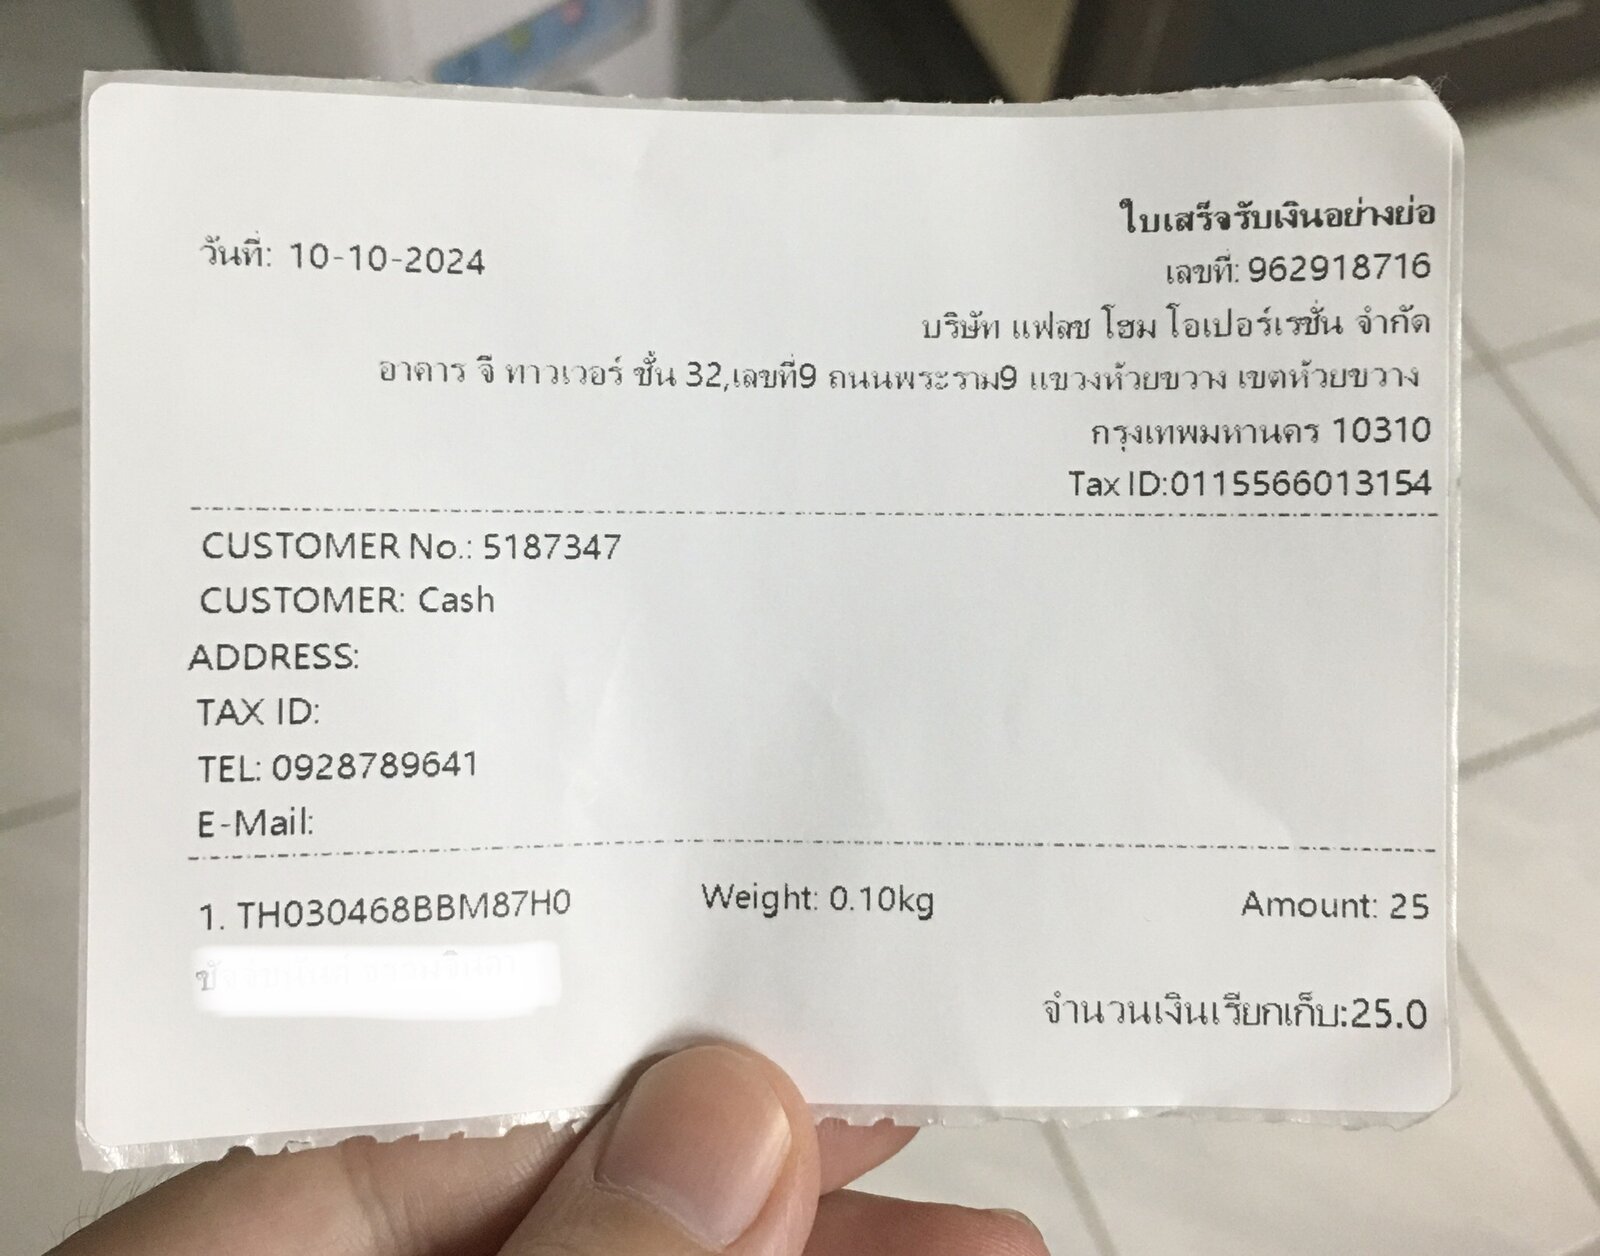 ใบเสร็จรับเงินอย่างย่อ
วันที่: 10-10-2024
เลขที่: 962918716
บริษัท แฟลช โฮม โอเปอร์เรชั่น จำกัด
อาคาร จี ทาวเวอร์ ชั้น 32,เลขที่9 ถนนพระราม9 แขวงห้วยขวาง เขตห้วยขวาง
กรุงเทพมหานคร 10310
Tax ID:0115566013154
CUSTOMER No.: 5187347
CUSTOMER: Cash
ADDRESS:
TAX ID:
TEL: 0928789641
E-Mail:
1. TH030468BBM87H0 Weight: 0.10kg Amount: 25
จำนวนเงินเรียกเก็บ:25.0